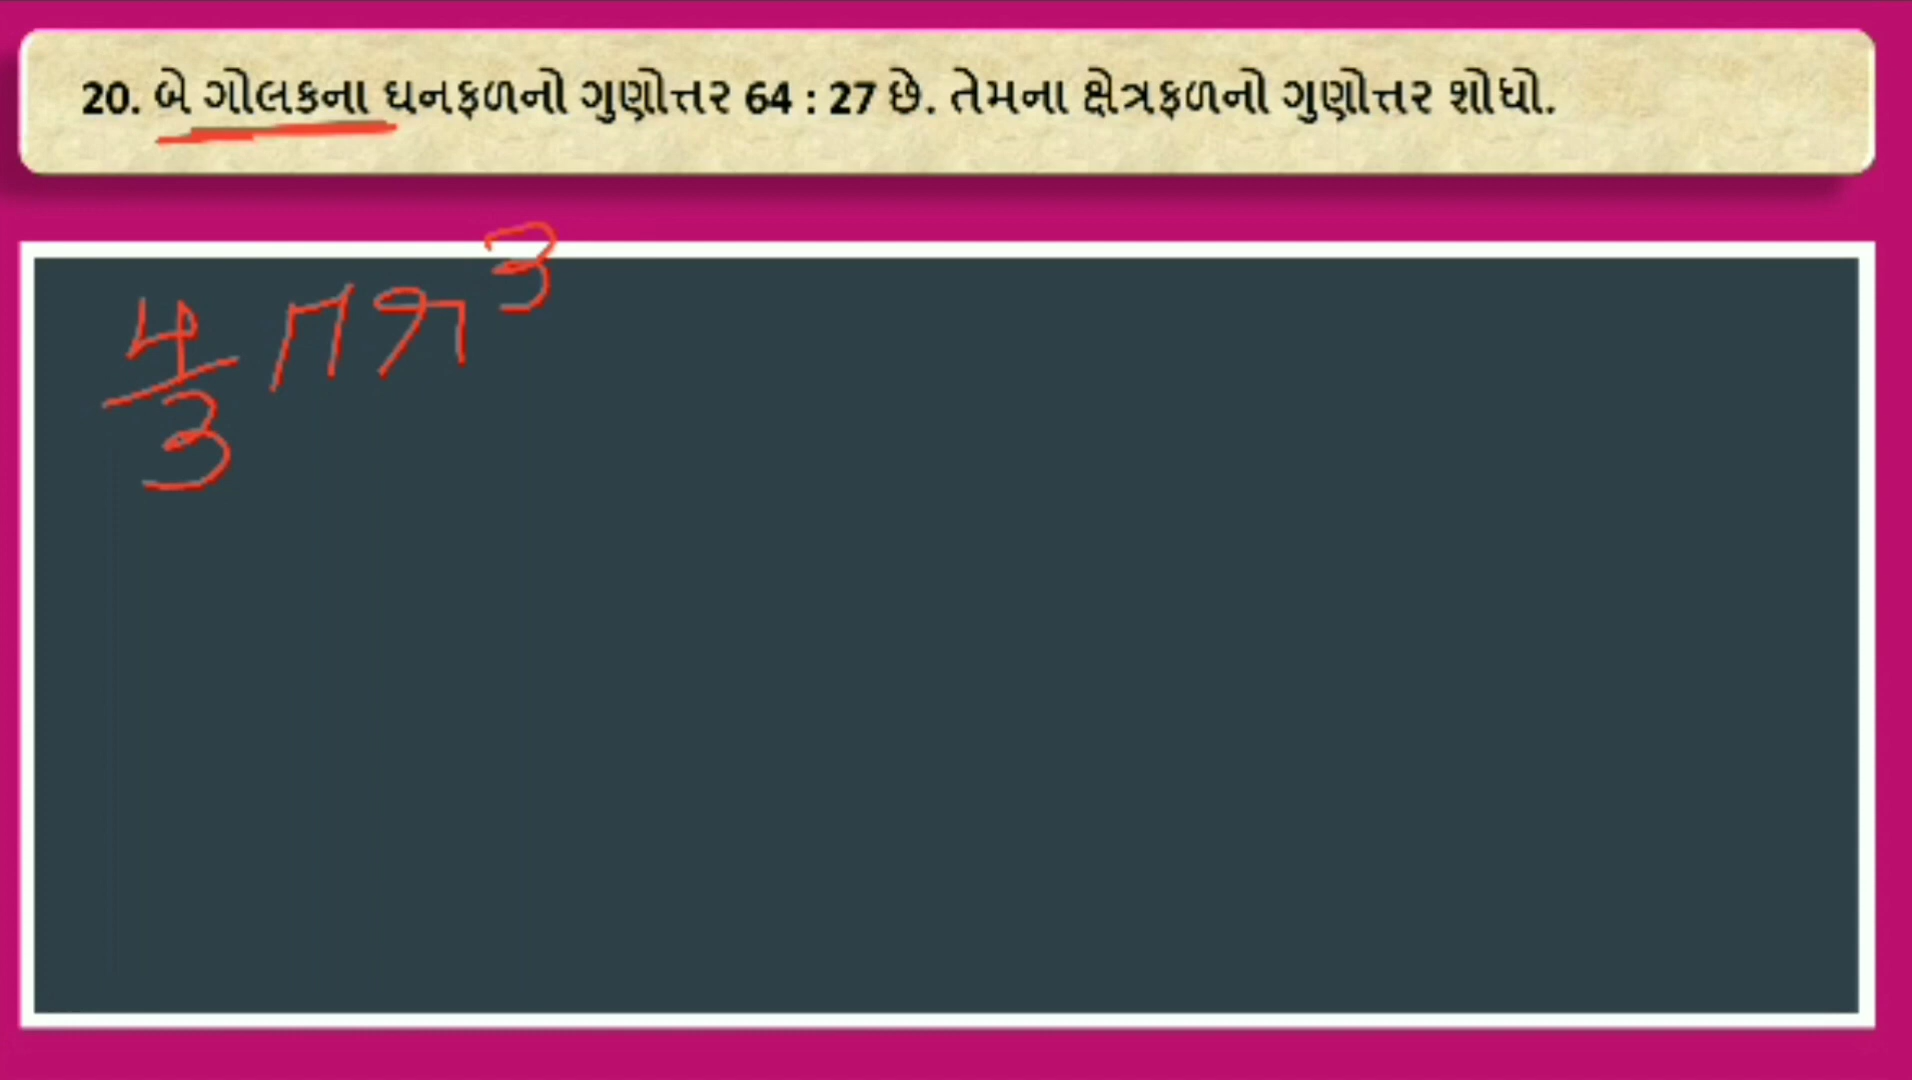 20. બે ગોલકના ઘનફળનો ગુણોત્તર 64 : 27 છે. તેમના ક્ષેત્રફળનો ગુણોત્તર શોધો.
4/3 πr³